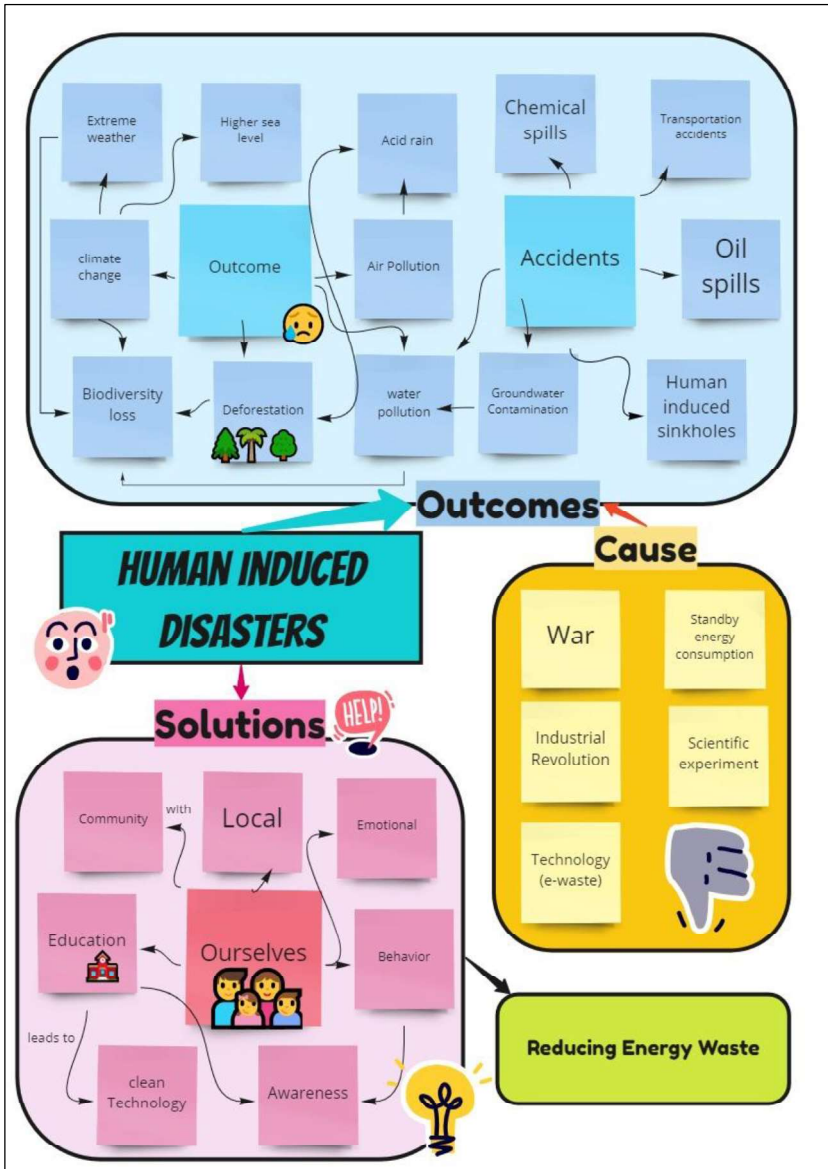 Extreme
weather
Higher sea
level
Acid rain
Chemical
spills
Transportation
accidents
climate
change
Outcome
Air Pollution
Accidents
Oil
spills
Biodiversity
loss
Deforestation
water
pollution
Groundwater
Contamination
Human
induced
sinkholes
Outcomes
HUMAN INDUCED
DISASTERS
Cause
War
Standby
energy
consumption
Industrial
Revolution
Scientific
experiment
Technology
(e-waste)
Solutions
HELP!
Community
with
Local
Emotional
Education
Ourselves
Behavior
leads to
clean
Technology
Awareness
Reducing Energy Waste